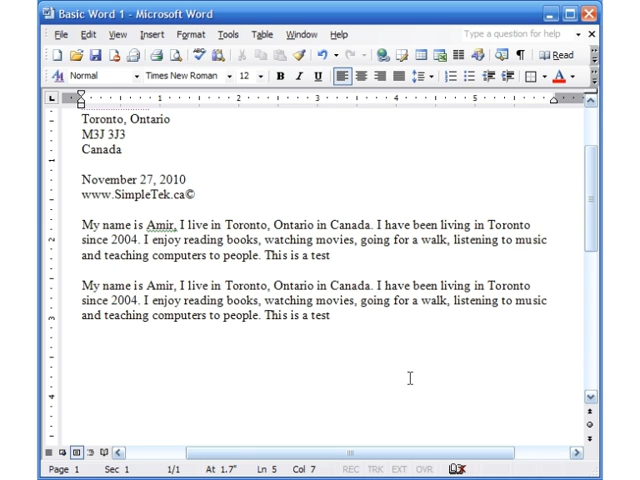 Basic Word 1 - Microsoft Word
File Edit View Insert Format Tools Table Window Help Type a question for help
Read
Normal Times New Roman 12 B I U
1 2 3 4 5
Toronto, Ontario
M3J 3J3
Canada
November 27, 2010
www.SimpleTek.ca©
My name is Amir, I live in Toronto, Ontario in Canada. I have been living in Toronto
since 2004. I enjoy reading books, watching movies, going for a walk, listening to music
and teaching computers to people. This is a test
My name is Amir, I live in Toronto, Ontario in Canada. I have been living in Toronto
since 2004. I enjoy reading books, watching movies, going for a walk, listening to music
and teaching computers to people. This is a test
Page 1 Sec 1 1/1 At 1.7" Ln 5 Col 7 REC TRK EXT OVR